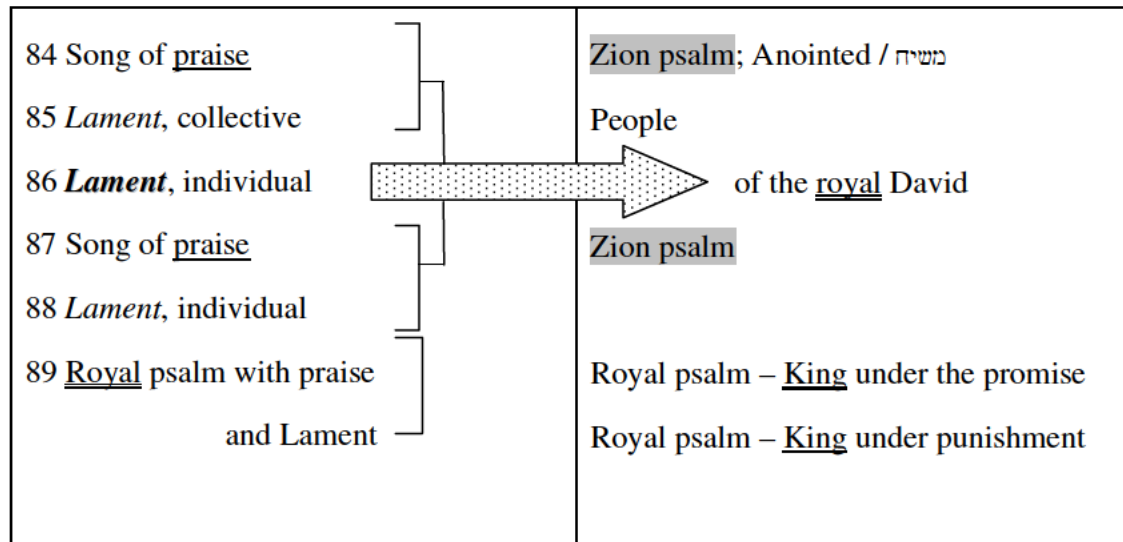 84 Song of praise
Zion psalm; Anointed / משיח
85 Lament, collective
People
86 Lament, individual
of the royal David
87 Song of praise
Zion psalm
88 Lament, individual
89 Royal psalm with praise
Royal psalm – King under the promise
and Lament
Royal psalm – King under punishment